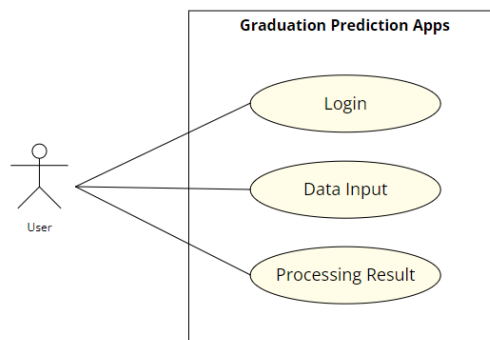 Graduation Prediction Apps
Login
Data Input
User
Processing Result